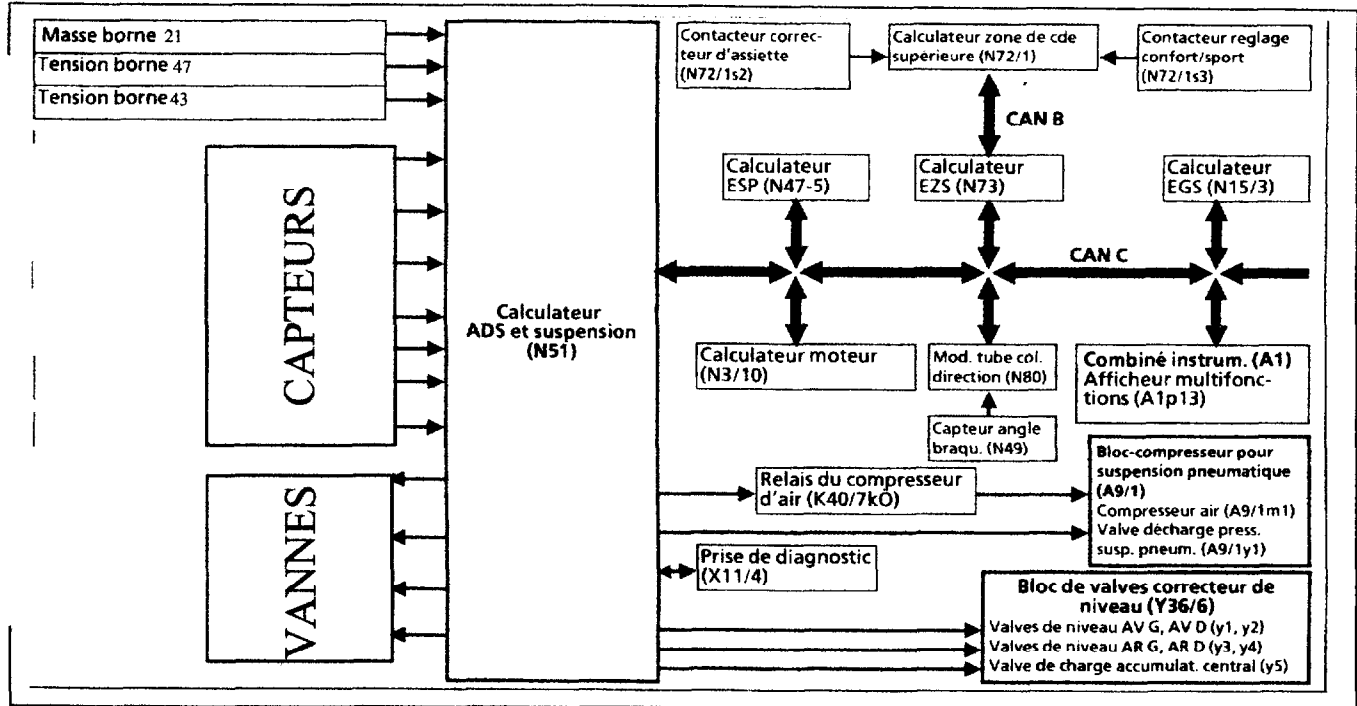 Masse borne 21
Tension borne 47
Tension borne 43
CAPTEURS
VANNES
Calculateur
ADS et suspension
(N51)
Contacteur correc-
teur d'assiette
(N72/1s2)
Calculateur zone de cde
supérieure (N72/1)
Contacteur reglage
confort/sport
(N72/1s3)
CAN B
Calculateur
ESP (N47-5)
Calculateur
EZS (N73)
Calculateur
EGS (N15/3)
CAN C
Calculateur moteur
(N3/10)
Mod. tube col.
direction (N80)
Combiné instrum. (A1)
Afficheur multifonc-
tions (A1p13)
Capteur angle
braqu. (N49)
Relais du compresseur
d'air (K40/7kÖ)
Bloc-compresseur pour
suspension pneumatique
(A9/1)
Compresseur air (A9/1m1)
Valve décharge press.
susp. pneum. (A9/1y1)
Prise de diagnostic
(X11/4)
Bloc de valves correcteur de
niveau (Y36/6)
Valves de niveau AV G, AV D (y1, y2)
Valves de niveau AR G, AR D (y3, y4)
Valve de charge accumulat. central (y5)